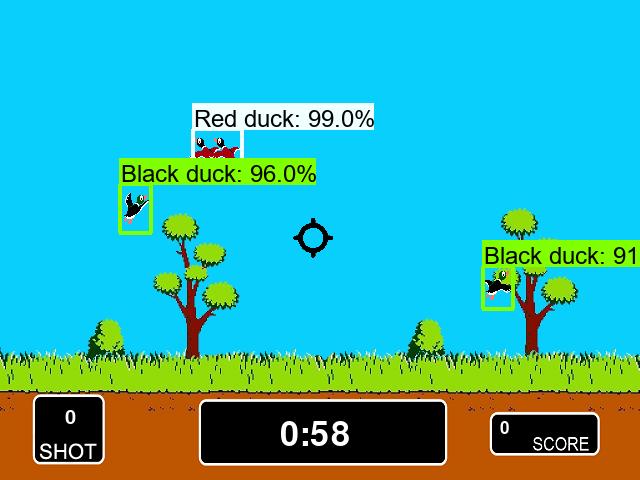 Red duck: 99.0%
Black duck: 96.0%
Black duck: 91
0
SHOT
0:58
0
SCORE